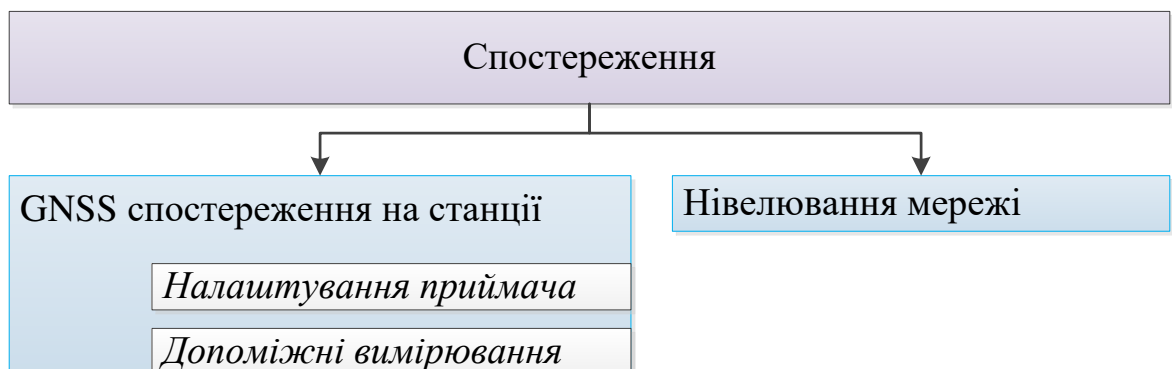 Спостереження
GNSS спостереження на станції
Нівелювання мережі
Налаштування приймача
Допоміжні вимірювання